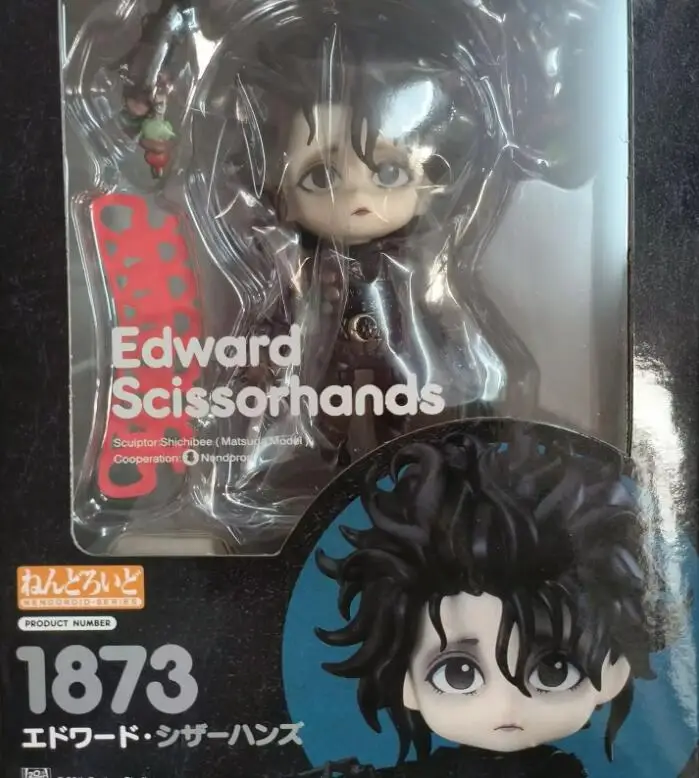 Edward
Scissorhands
Sculptor:Shichibee ( Matsuda Model )
Cooperation: Nendoron
ねんどろいど
NENDOROID-SERIES
PRODUCT NUMBER
1873
エドワード・シザーハンズ